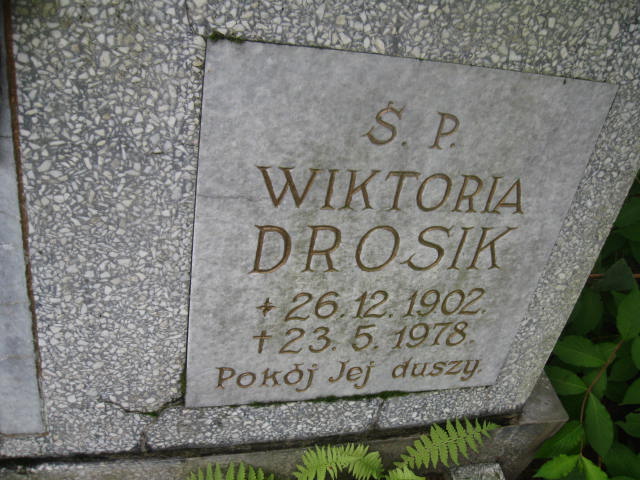 Ś. P.
WIKTORIA
DROSIK
* 26.12.1902.
† 23.5.1978.
Pokój Jej duszy.